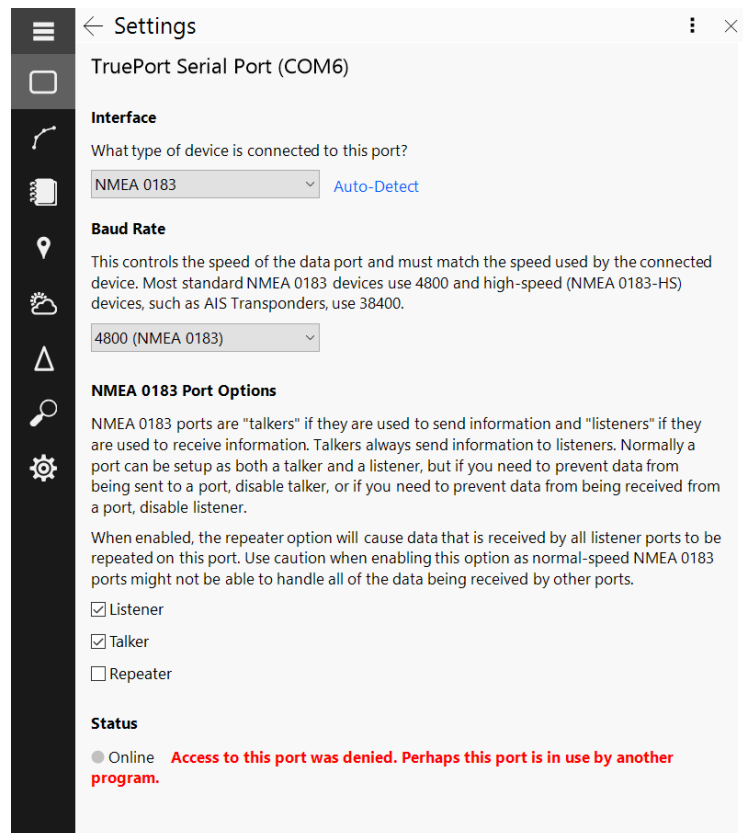 Settings
TruePort Serial Port (COM6)
Interface
What type of device is connected to this port?
NMEA 0183
Auto-Detect
Baud Rate
This controls the speed of the data port and must match the speed used by the connected
device. Most standard NMEA 0183 devices use 4800 and high-speed (NMEA 0183-HS)
devices, such as AIS Transponders, use 38400.
4800 (NMEA 0183)
NMEA 0183 Port Options
NMEA 0183 ports are "talkers" if they are used to send information and "listeners" if they
are used to receive information. Talkers always send information to listeners. Normally a
port can be setup as both a talker and a listener, but if you need to prevent data from
being sent to a port, disable talker, or if you need to prevent data from being received from
a port, disable listener.
When enabled, the repeater option will cause data that is received by all listener ports to be
repeated on this port. Use caution when enabling this option as normal-speed NMEA 0183
ports might not be able to handle all of the data being received by other ports.
Listener
Talker
Repeater
Status
Online Access to this port was denied. Perhaps this port is in use by another
program.